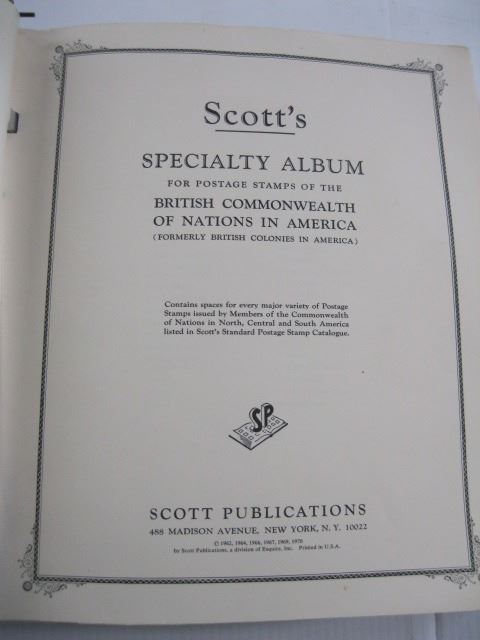 Scott's
SPECIALTY ALBUM
FOR POSTAGE STAMPS OF THE
BRITISH COMMONWEALTH
OF NATIONS IN AMERICA
(FORMERLY BRITISH COLONIES IN AMERICA)
Contains spaces for every major variety of Postage
Stamps issued by Members of the Commonwealth
of Nations in North, Central and South America
listed in Scott's Standard Postage Stamp Catalogue.
SP
SCOTT PUBLICATIONS
488 MADISON AVENUE, NEW YORK, N. Y. 10022
© 1962, 1964, 1966, 1967, 1969, 1970
by Scott Publications, a division of Esquire, Inc. Printed in U.S.A.